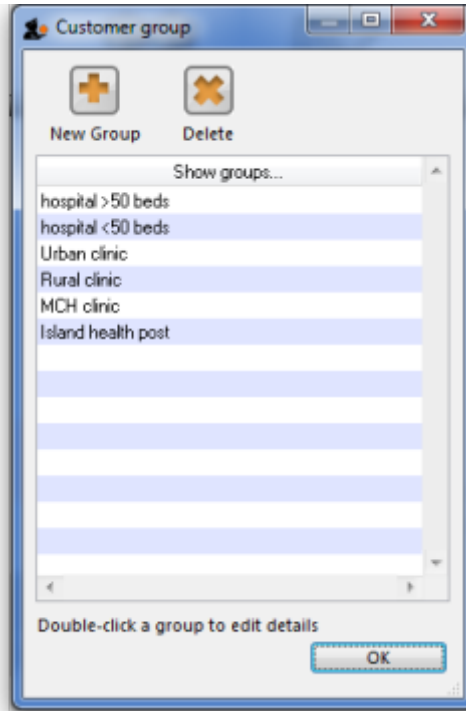 Customer group
New Group Delete
Show groups...
hospital >50 beds
hospital <50 beds
Urban clinic
Rural clinic
MCH clinic
Island health post
Double-click a group to edit details
OK